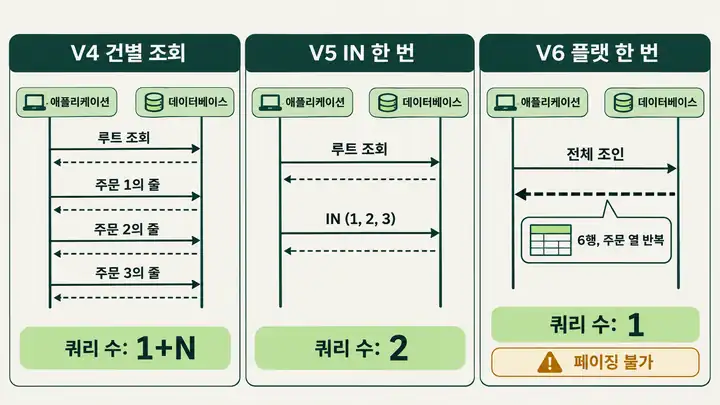 V4 건별 조회
애플리케이션
데이터베이스
루트 조회
주문 1의 줄
주문 2의 줄
주문 3의 줄
쿼리 수: 1+N
V5 IN 한 번
애플리케이션
데이터베이스
루트 조회
IN (1, 2, 3)
쿼리 수: 2
V6 플랫 한 번
애플리케이션
데이터베이스
전체 조인
6행, 주문 열 반복
쿼리 수: 1
페이징 불가